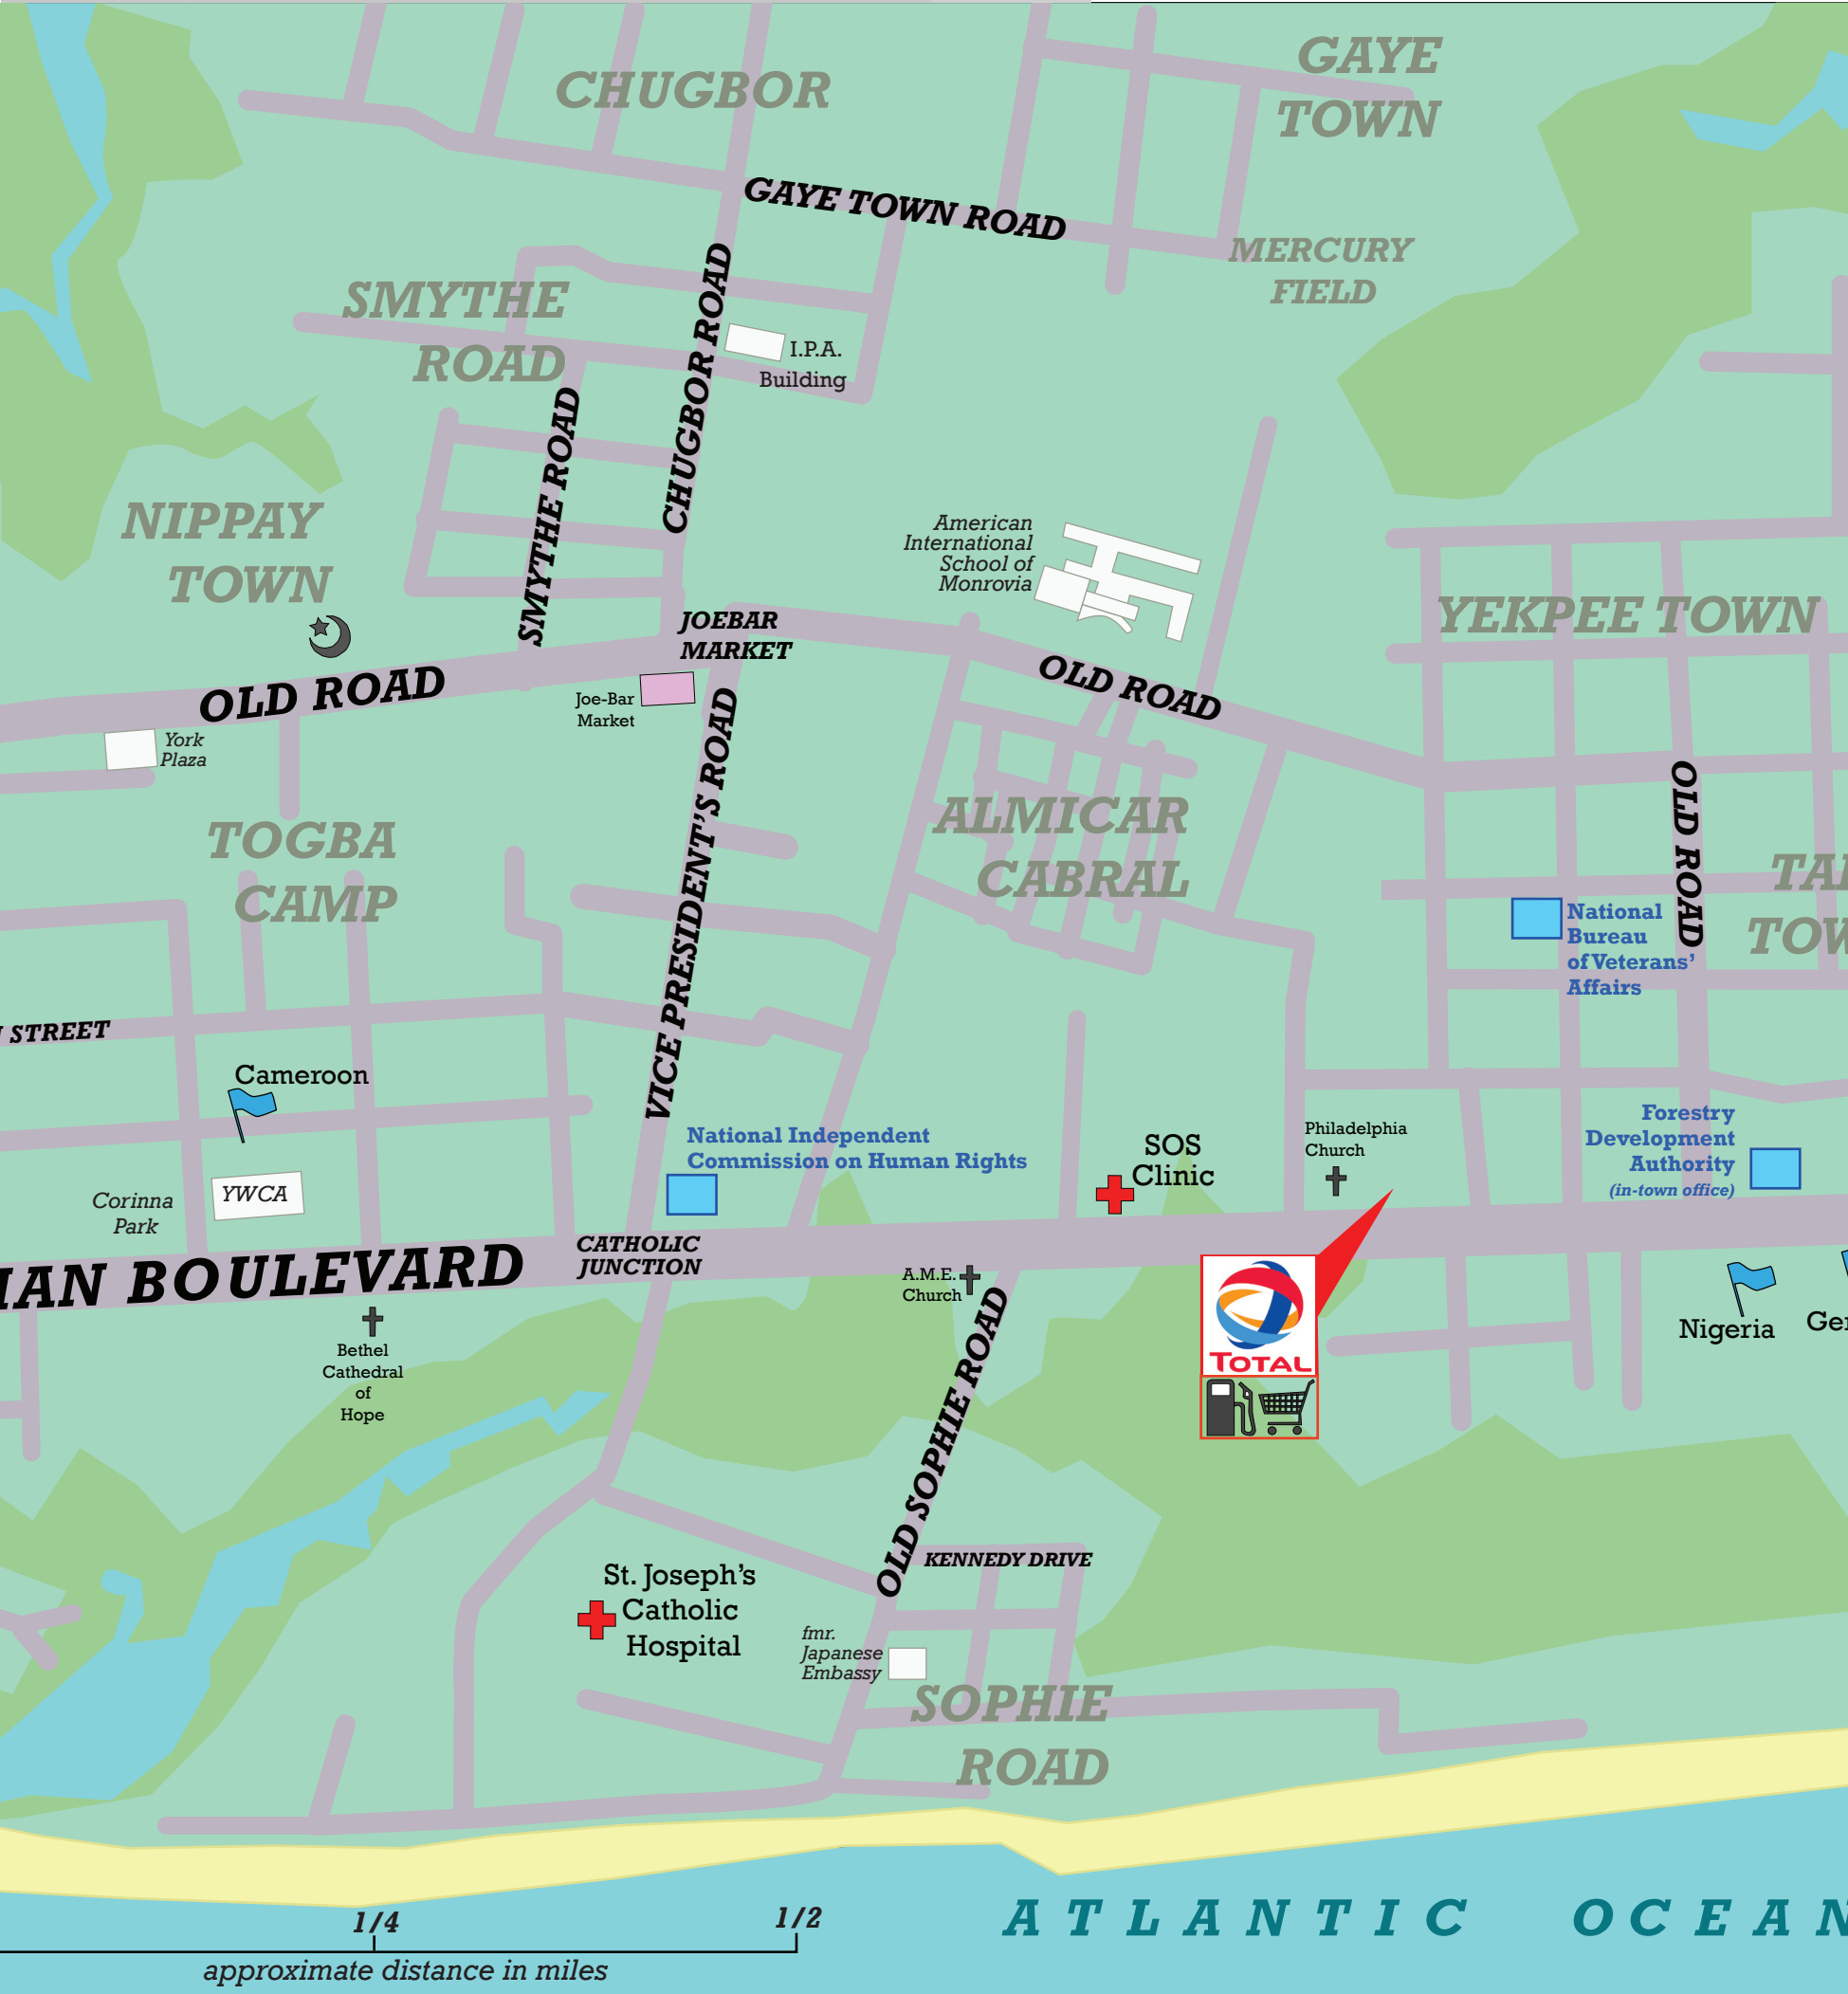 CHUGBOR
GAYE
TOWN
GAYE TOWN ROAD
MERCURY
FIELD
SMYTHE
ROAD
CHUGBOR ROAD
I.P.A.
Building
SMYTHE ROAD
NIPPAY
TOWN
American
International
School of
Monrovia
YEKPEE TOWN
JOEBAR
MARKET
OLD ROAD
OLD ROAD
Joe-Bar
Market
York
Plaza
VICE PRESIDENT'S ROAD
OLD ROAD
ALMICAR
CABRAL
TOGBA
CAMP
National
Bureau
of Veterans'
Affairs
STREET
Cameroon
National Independent
Commission on Human Rights
SOS
Clinic
Philadelphia
Church
Forestry
Development
Authority
(in-town office)
YWCA
Corinna
Park
CATHOLIC
JUNCTION
IAN BOULEVARD
A.M.E.
Church
Bethel
Cathedral
of
Hope
TOTAL
Nigeria
OLD SOPHIE ROAD
KENNEDY DRIVE
St. Joseph's
Catholic
Hospital
fmr.
Japanese
Embassy
SOPHIE
ROAD
ATLANTIC OCEAN
1/4
1/2
approximate distance in miles